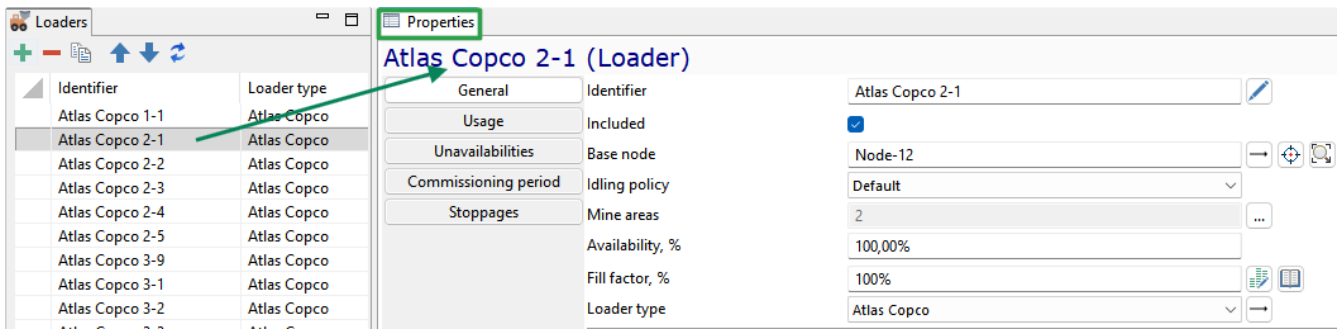 Loaders
Identifier Loader type
Atlas Copco 1-1 Atlas Copco
Atlas Copco 2-1 Atlas Copco
Atlas Copco 2-2 Atlas Copco
Atlas Copco 2-3 Atlas Copco
Atlas Copco 2-4 Atlas Copco
Atlas Copco 2-5 Atlas Copco
Atlas Copco 3-9 Atlas Copco
Atlas Copco 3-1 Atlas Copco
Atlas Copco 3-2 Atlas Copco
Properties
Atlas Copco 2-1 (Loader)
General
Usage
Unavailabilities
Commissioning period
Stoppages
Identifier Atlas Copco 2-1
Included
Base node Node-12
Idling policy Default
Mine areas 2 ...
Availability, % 100,00%
Fill factor, % 100%
Loader type Atlas Copco